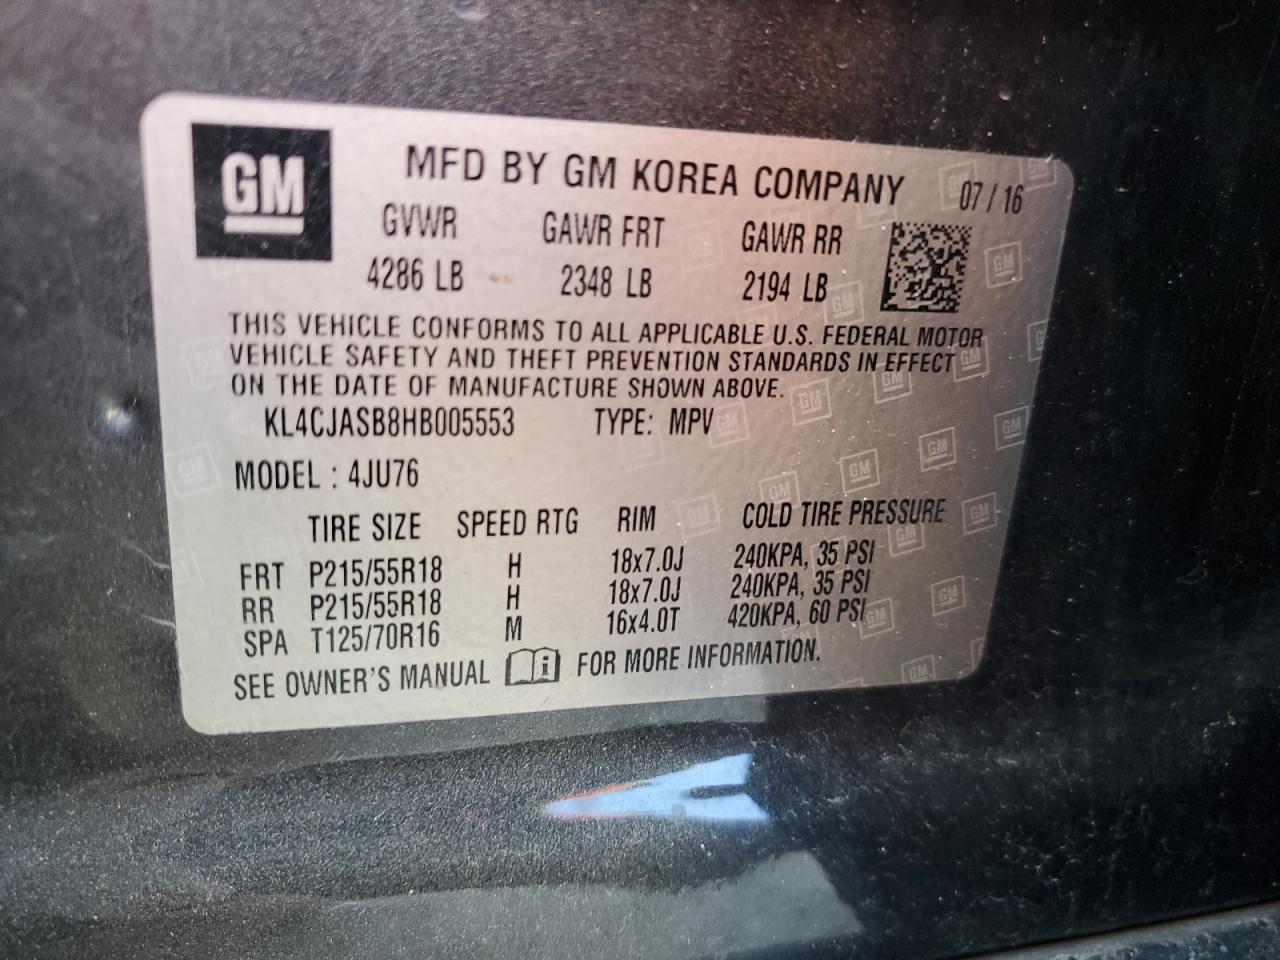 GM
MFD BY GM KOREA COMPANY 07 / 16
GVWR GAWR FRT GAWR RR
4286 LB 2348 LB 2194 LB
THIS VEHICLE CONFORMS TO ALL APPLICABLE U.S. FEDERAL MOTOR
VEHICLE SAFETY AND THEFT PREVENTION STANDARDS IN EFFECT
ON THE DATE OF MANUFACTURE SHOWN ABOVE.
KL4CJASB8HB005553 TYPE: MPV
MODEL : 4JU76
TIRE SIZE SPEED RTG RIM COLD TIRE PRESSURE
FRT P215/55R18 H 18x7.0J 240KPA, 35 PSI
RR P215/55R18 H 18x7.0J 240KPA, 35 PSI
SPA T125/70R16 M 16x4.0T 420KPA, 60 PSI
SEE OWNER'S MANUAL i FOR MORE INFORMATION.